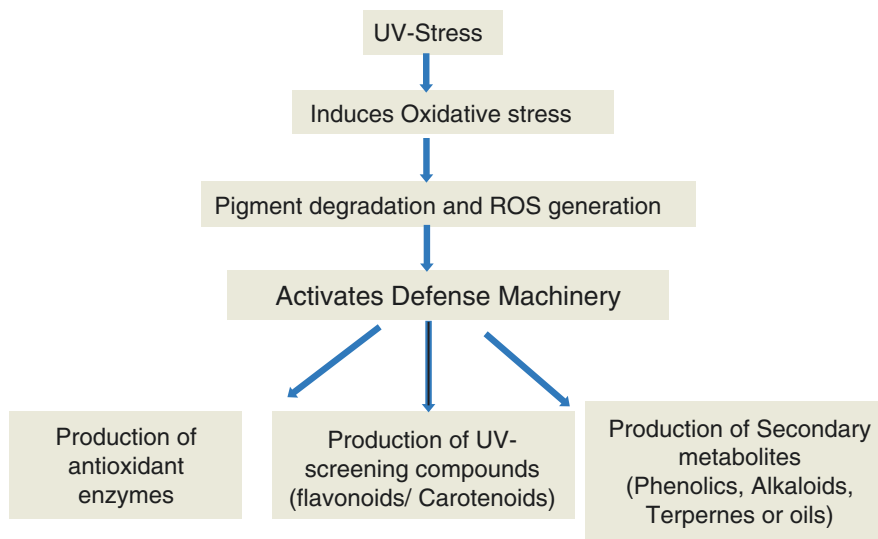 UV-Stress
Induces Oxidative stress
Pigment degradation and ROS generation
Activates Defense Machinery
Production of
antioxidant
enzymes
Production of UV-
screening compounds
(flavonoids/ Carotenoids)
Production of Secondary
metabolites
(Phenolics, Alkaloids,
Terpernes or oils)